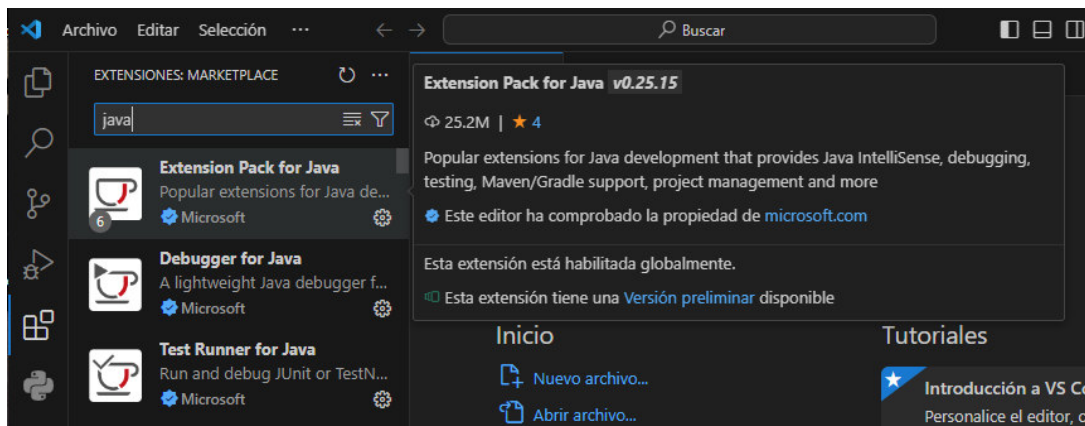 Archivo Editar Selección ...
Buscar
EXTENSIONES: MARKETPLACE
java
Extension Pack for Java
Popular extensions for Java de...
6
Microsoft
Debugger for Java
A lightweight Java debugger f...
Microsoft
Test Runner for Java
Run and debug JUnit or TestN...
Microsoft
Extension Pack for Java v0.25.15
25.2M | ★ 4
Popular extensions for Java development that provides Java IntelliSense, debugging,
testing, Maven/Gradle support, project management and more
Este editor ha comprobado la propiedad de microsoft.com
Esta extensión está habilitada globalmente.
Esta extensión tiene una Versión preliminar disponible
Inicio
Nuevo archivo...
Abrir archivo...
Tutoriales
Introducción a VS Co
Personalice el editor,